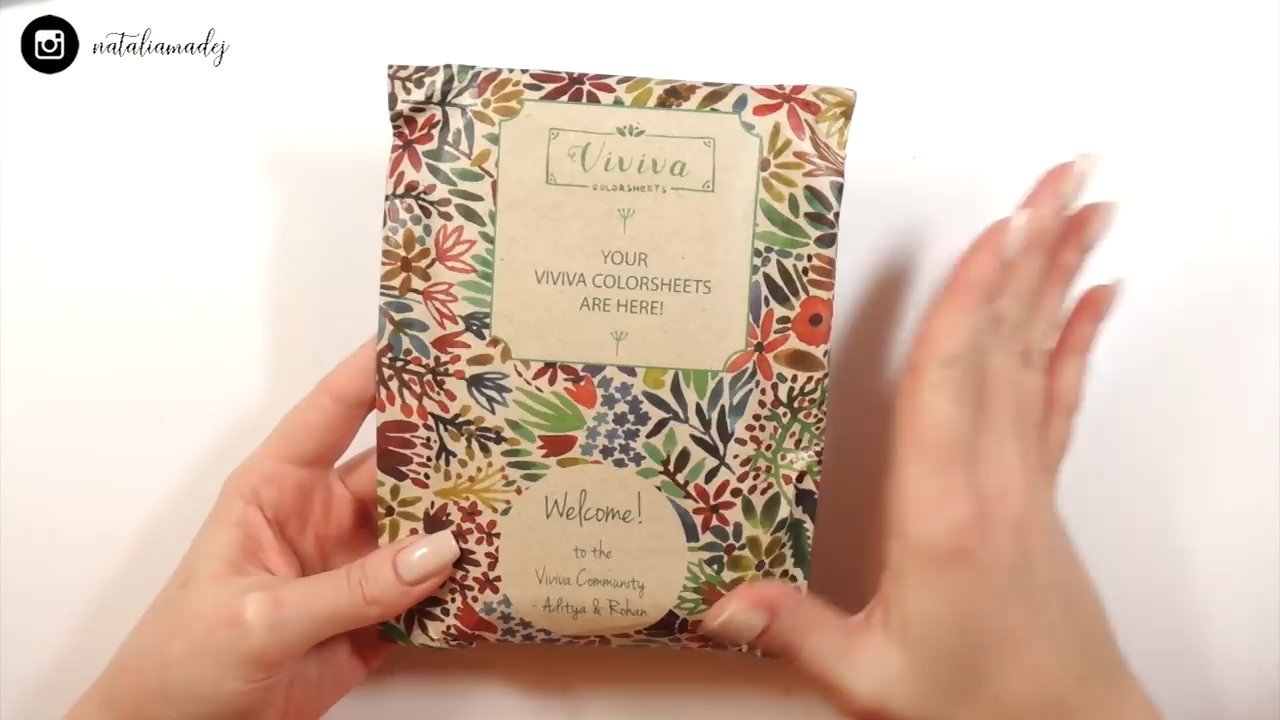 nataliamadej
Viviva
COLORSHEETS
YOUR
VIVIVA COLORSHEETS
ARE HERE!
Welcome!
to the
Viviva Community
- Aditya & Rohan